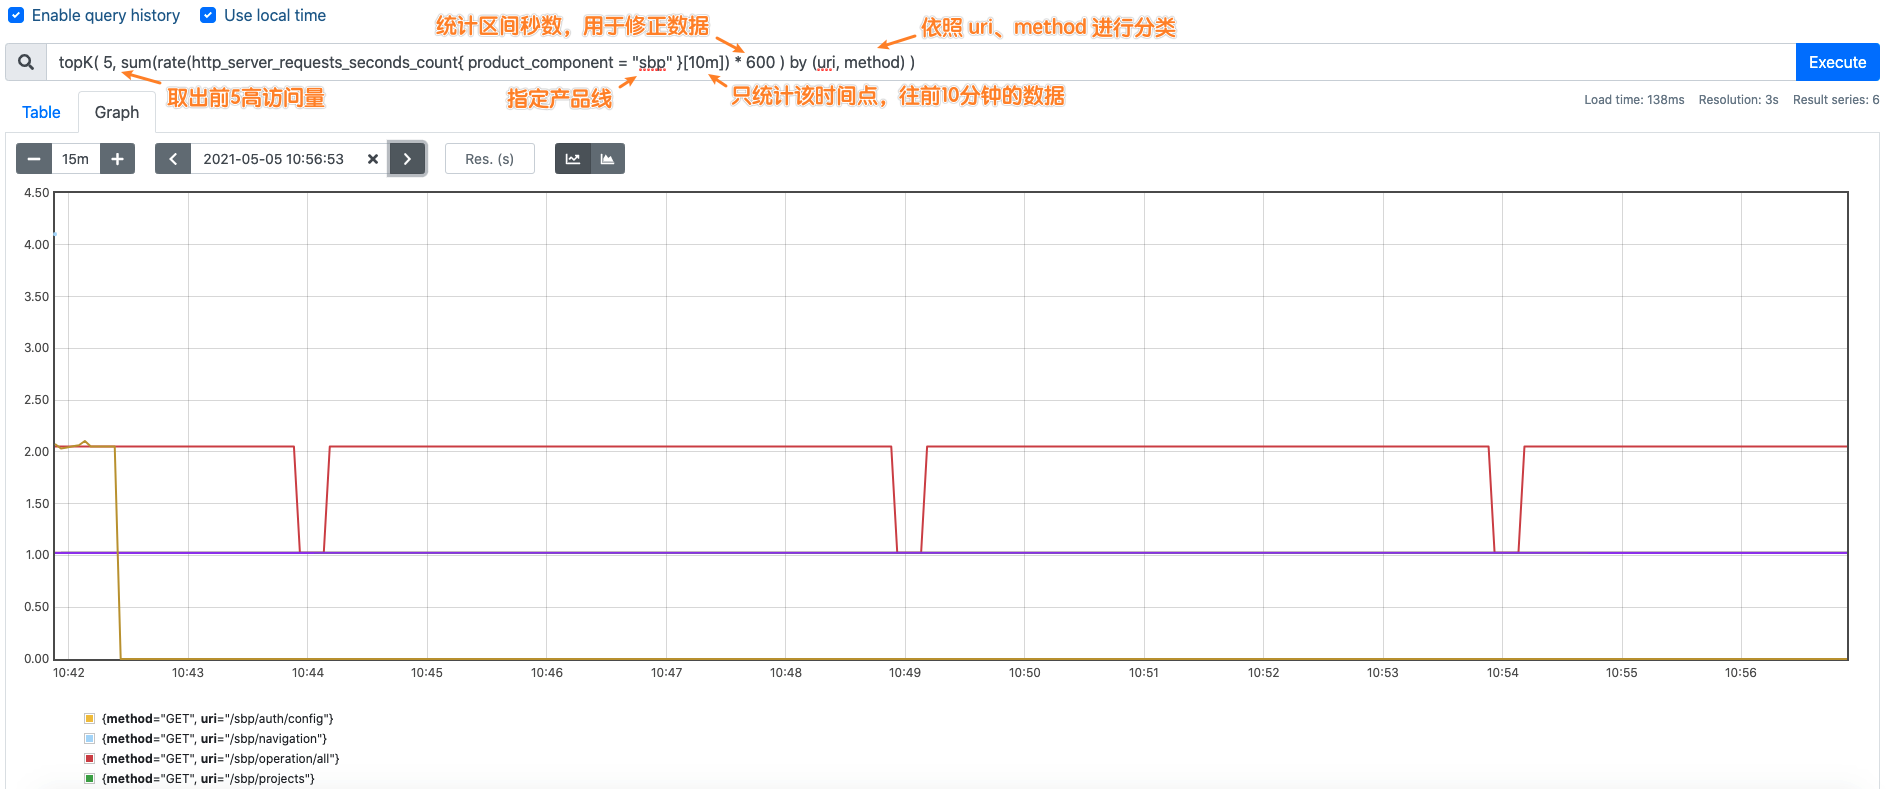 Enable query history Use local time
统计区间秒数，用于修正数据
依照 uri、method 进行分类
topK( 5, sum(rate(http_server_requests_seconds_count{ product_component = "sbp" }[10m]) * 600 ) by (uri, method) )
Execute
取出前5高访问量
指定产品线
只统计该时间点，往前10分钟的数据
Load time: 138ms Resolution: 3s Result series: 6
Table Graph
15m
2021-05-05 10:56:53
Res. (s)
4.50
4.00
3.50
3.00
2.50
2.00
1.50
1.00
0.50
0.00
10:42 10:43 10:44 10:45 10:46 10:47 10:48 10:49 10:50 10:51 10:52 10:53 10:54 10:55 10:56
{method="GET", uri="/sbp/auth/config"}
{method="GET", uri="/sbp/navigation"}
{method="GET", uri="/sbp/operation/all"}
{method="GET", uri="/sbp/projects"}